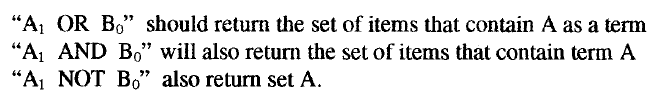 “A₁ OR B₀” should return the set of items that contain A as a term
“A₁ AND B₀” will also return the set of items that contain term A
“A₁ NOT B₀” also return set A.